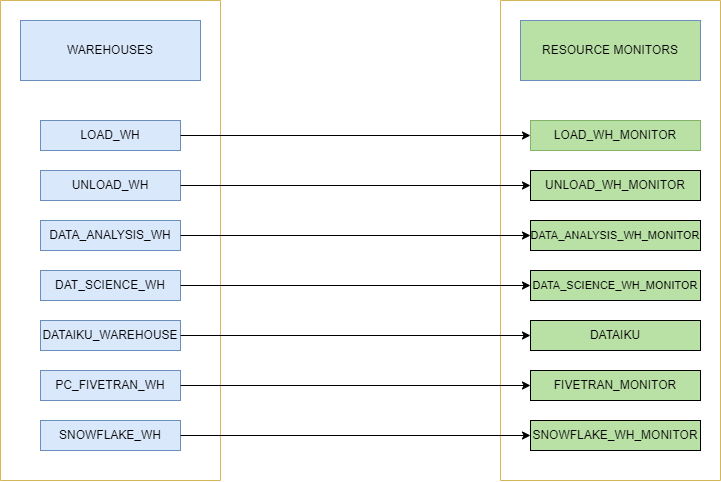 WAREHOUSES
RESOURCE MONITORS
LOAD_WH
LOAD_WH_MONITOR
UNLOAD_WH
UNLOAD_WH_MONITOR
DATA_ANALYSIS_WH
DATA_ANALYSIS_WH_MONITOR
DAT_SCIENCE_WH
DATA_SCIENCE_WH_MONITOR
DATAIKU_WAREHOUSE
DATAIKU
PC_FIVETRAN_WH
FIVETRAN_MONITOR
SNOWFLAKE_WH
SNOWFLAKE_WH_MONITOR